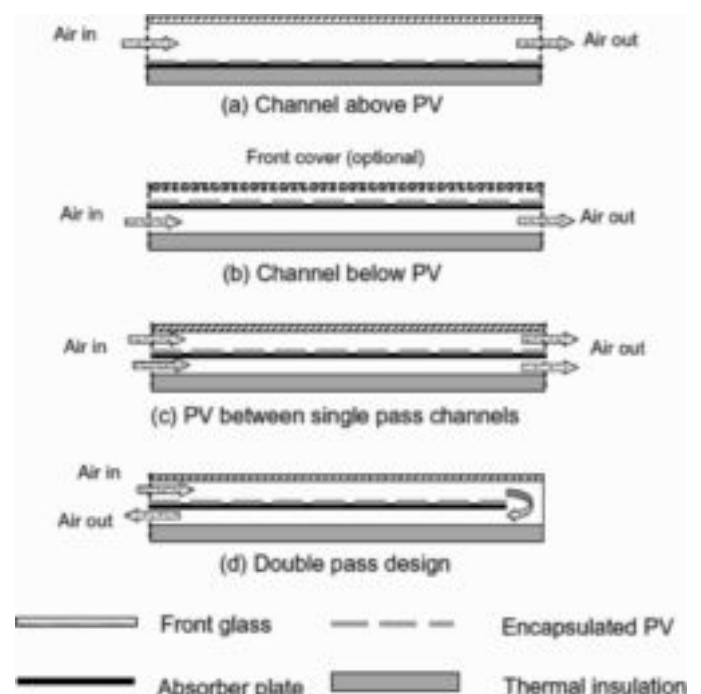 Air in
Air out
(a) Channel above PV
Front cover (optional)
Air in
Air out
(b) Channel below PV
Air in
Air out
(c) PV between single pass channels
Air in
Air out
(d) Double pass design
Front glass
Encapsulated PV
Absorber plate
Thermal insulation